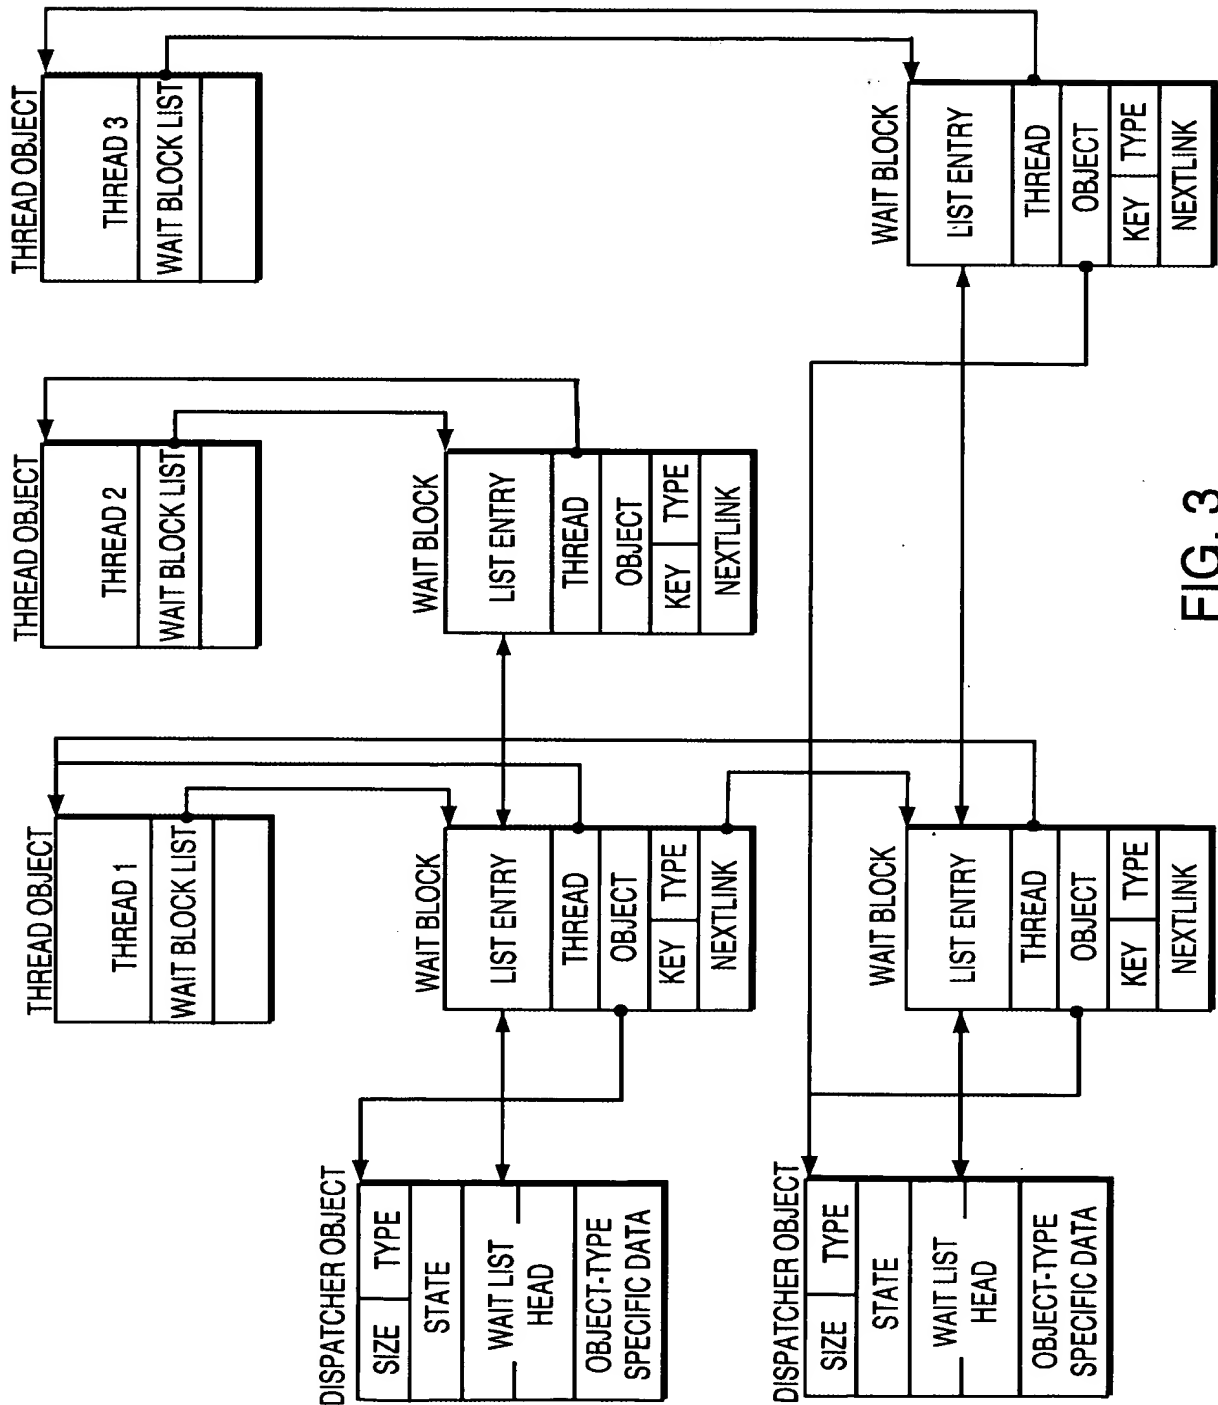 THREAD OBJECT
THREAD 1
WAIT BLOCK LIST
THREAD OBJECT
THREAD 2
WAIT BLOCK LIST
THREAD OBJECT
THREAD 3
WAIT BLOCK LIST
DISPATCHER OBJECT
SIZE TYPE
STATE
WAIT LIST
HEAD
OBJECT-TYPE
SPECIFIC DATA
WAIT BLOCK
LIST ENTRY
THREAD
OBJECT
KEY TYPE
NEXTLINK
WAIT BLOCK
LIST ENTRY
THREAD
OBJECT
KEY TYPE
NEXTLINK
DISPATCHER OBJECT
SIZE TYPE
STATE
WAIT LIST
HEAD
OBJECT-TYPE
SPECIFIC DATA
WAIT BLOCK
LIST ENTRY
THREAD
OBJECT
KEY TYPE
NEXTLINK
WAIT BLOCK
LIST ENTRY
THREAD
OBJECT
KEY TYPE
NEXTLINK
FIG. 3